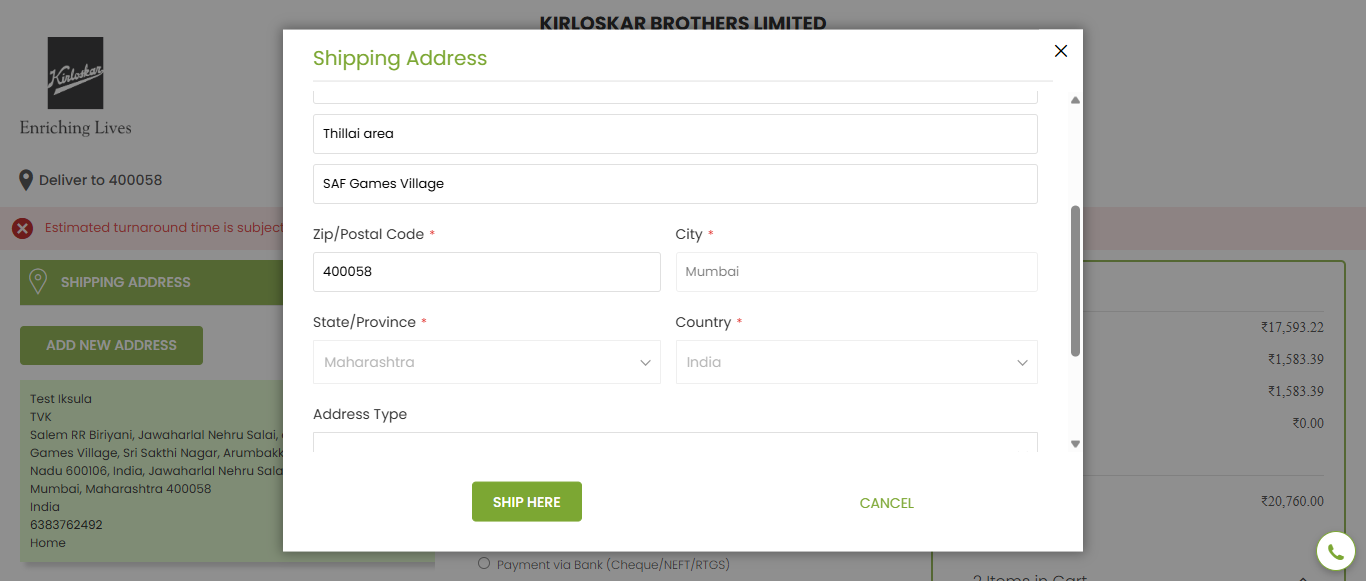 KIRLOSKAR BROTHERS LIMITED
Kirloskar
Enriching Lives
Deliver to 400058
Estimated turnaround time is subject
SHIPPING ADDRESS
ADD NEW ADDRESS
Test Iksula
TVK
Salem RR Biriyani, Jawaharlal Nehru Salai,
Games Village, Sri Sakthi Nagar, Arumbakk
Nadu 600106, India, Jawaharlal Nehru Sala
Mumbai, Maharashtra 400058
India
6383762492
Home
Shipping Address
Thillai area
SAF Games Village
Zip/Postal Code *
City *
400058
Mumbai
State/Province *
Country *
Maharashtra
India
Address Type
SHIP HERE
CANCEL
Payment via Bank (Cheque/NEFT/RTGS)
₹17,593.22
₹1,583.39
₹1,583.39
₹0.00
₹20,760.00
2 Items in Cart